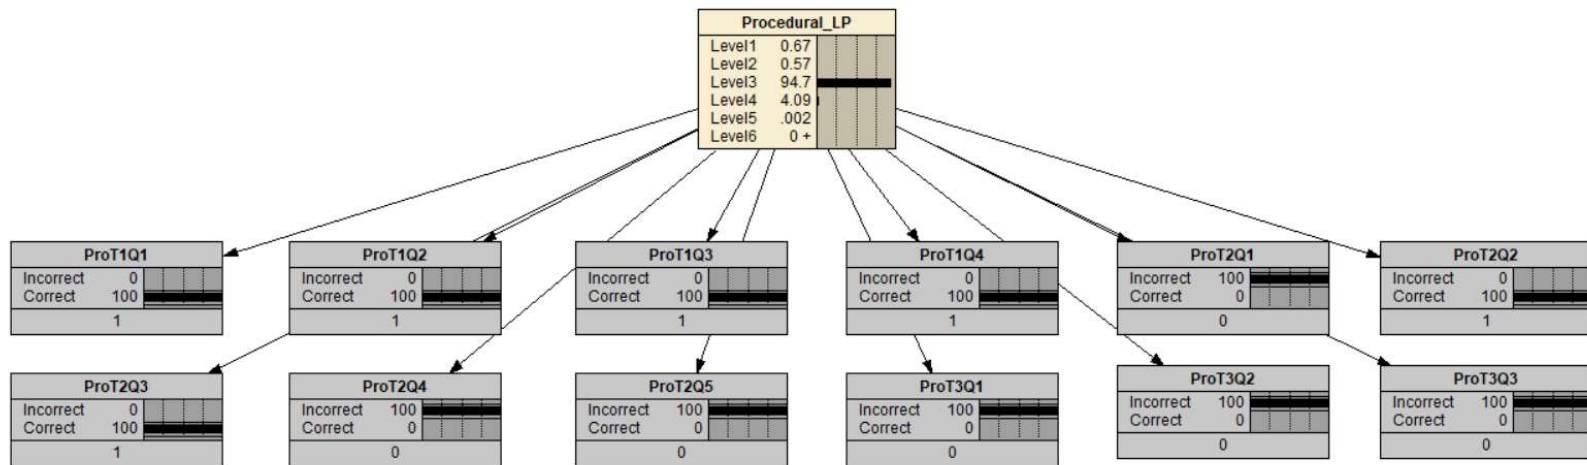 Procedural_LP
Level1 0.67
Level2 0.57
Level3 94.7
Level4 4.09
Level5 .002
Level6 0 +
ProT1Q1
Incorrect 0
Correct 100
1
ProT1Q2
Incorrect 0
Correct 100
1
ProT1Q3
Incorrect 0
Correct 100
1
ProT1Q4
Incorrect 0
Correct 100
1
ProT2Q1
Incorrect 100
Correct 0
0
ProT2Q2
Incorrect 0
Correct 100
1
ProT2Q3
Incorrect 0
Correct 100
1
ProT2Q4
Incorrect 100
Correct 0
0
ProT2Q5
Incorrect 100
Correct 0
0
ProT3Q1
Incorrect 100
Correct 0
0
ProT3Q2
Incorrect 100
Correct 0
0
ProT3Q3
Incorrect 100
Correct 0
0